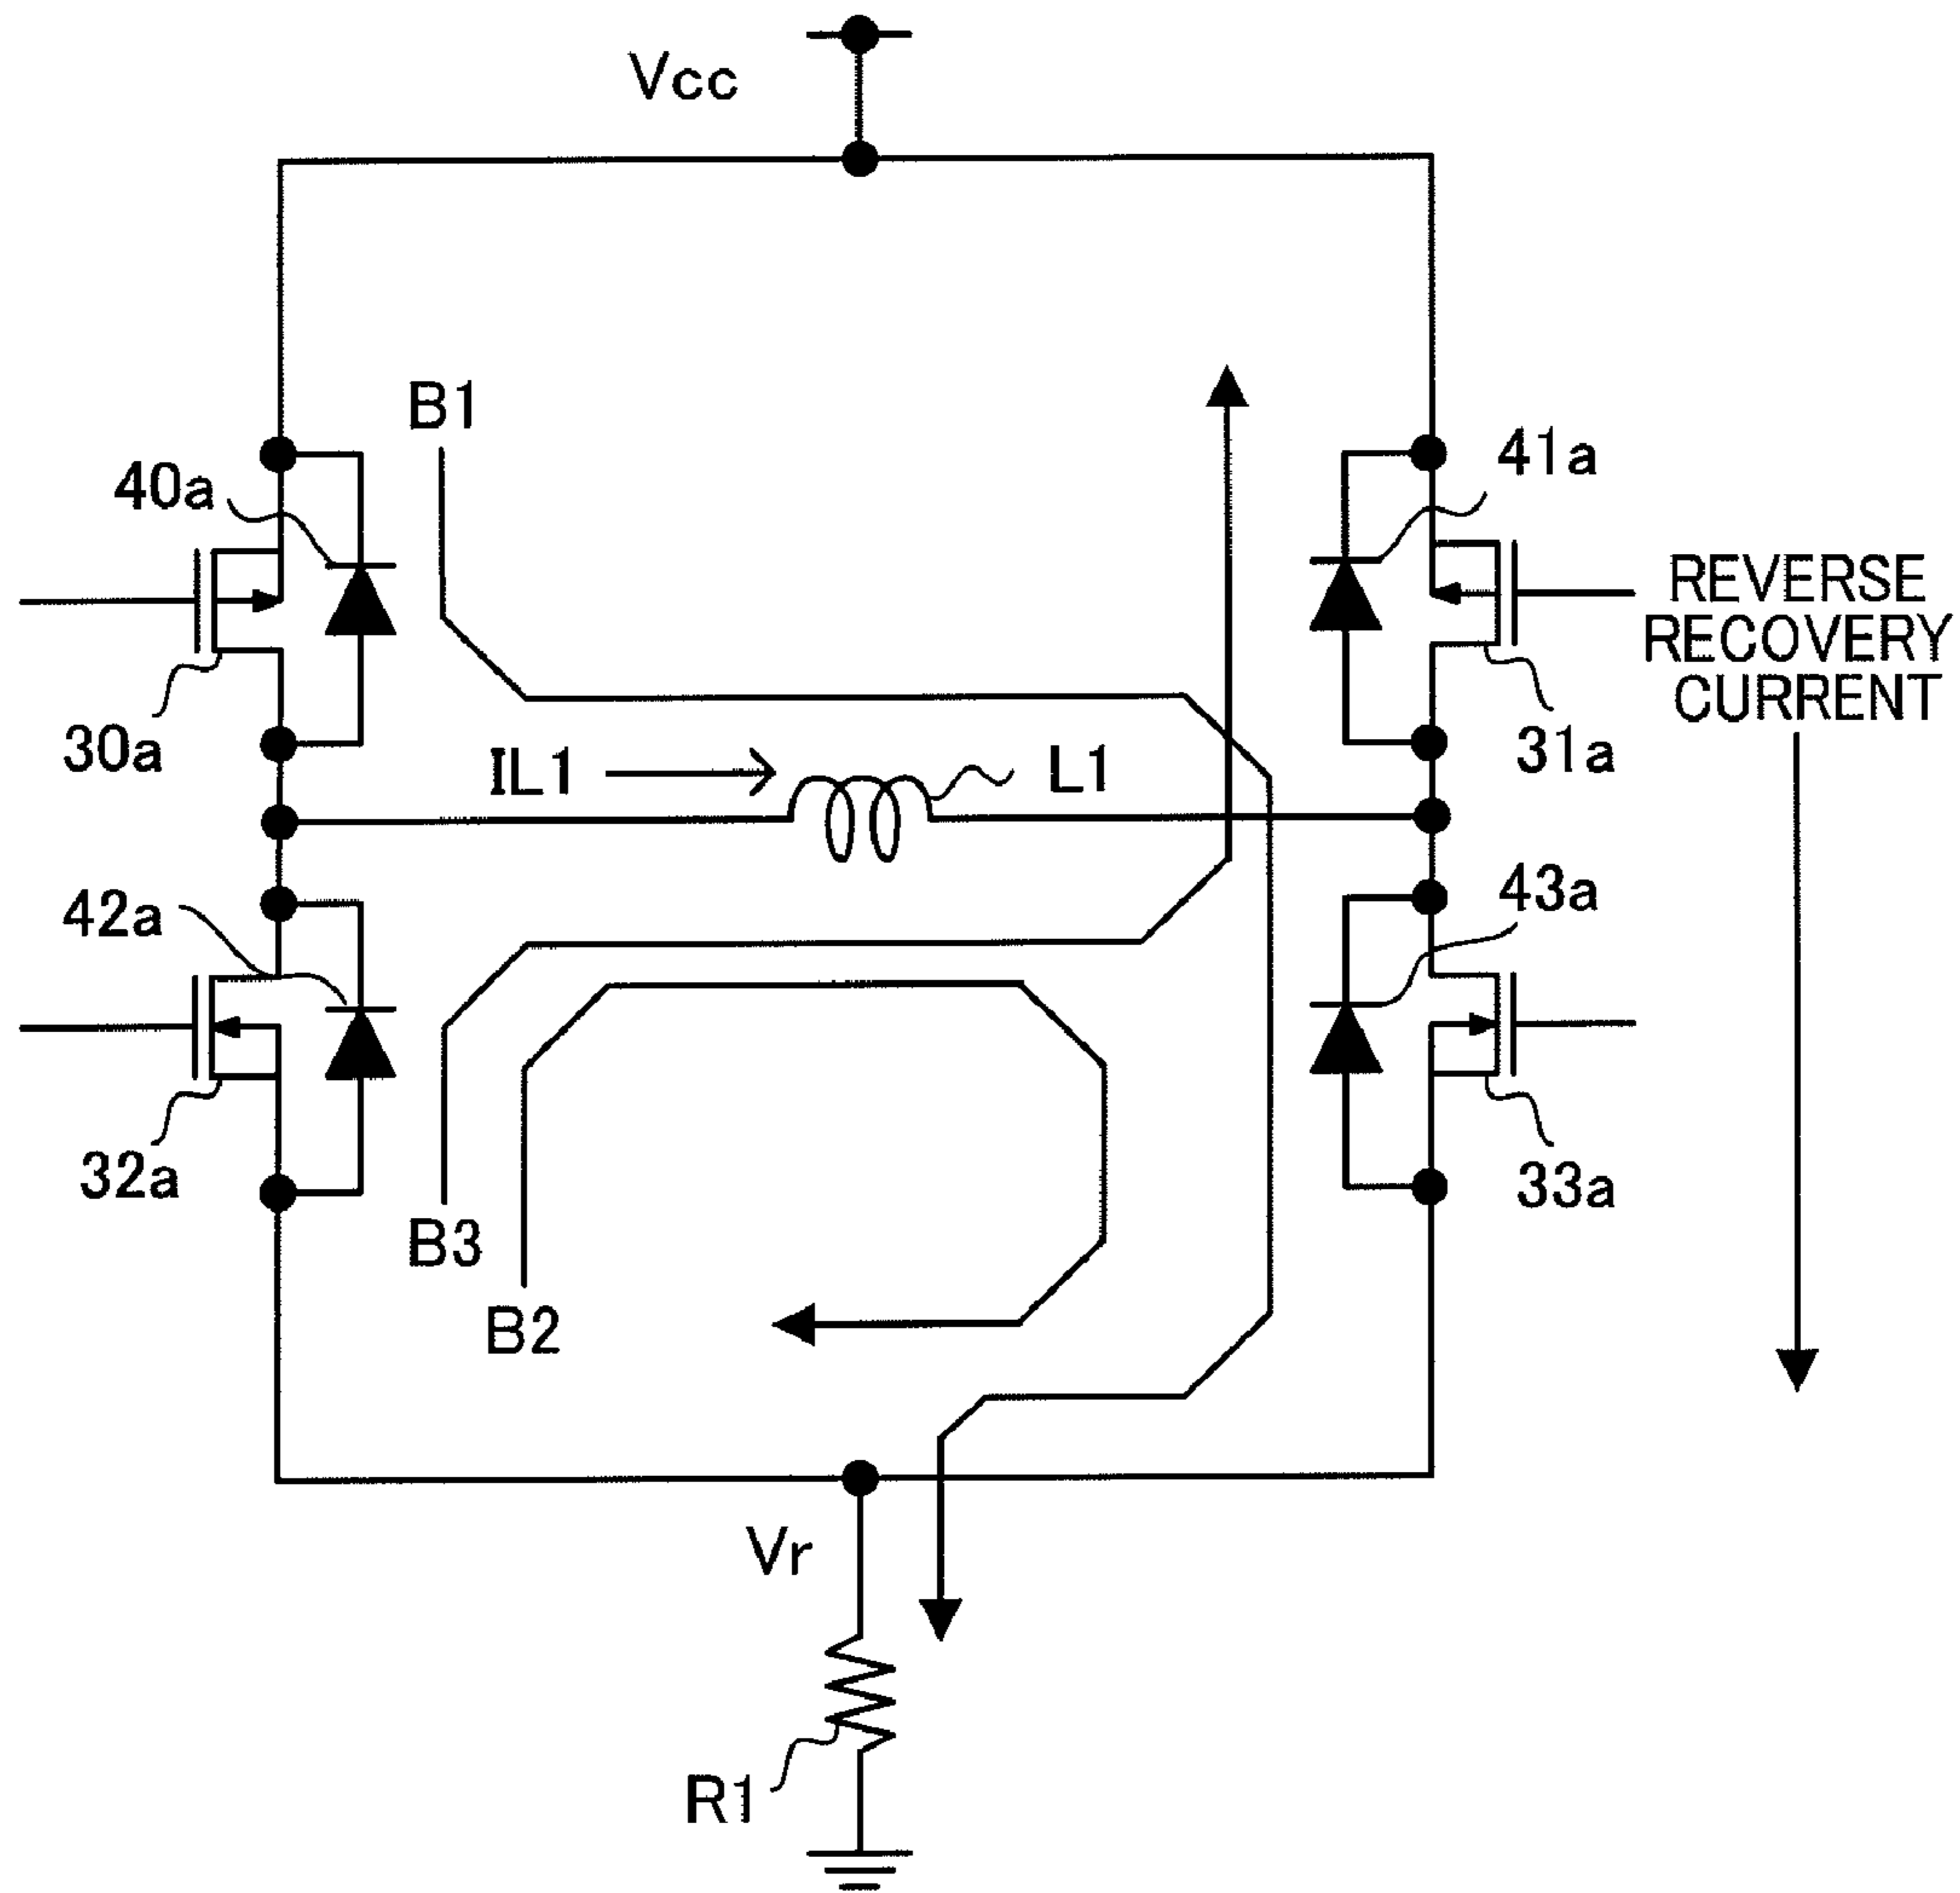 Vcc
B1
40a
41a
REVERSE
RECOVERY
CURRENT
30a
31a
IL1
L1
42a
43a
32a
33a
B3
B2
Vr
R1